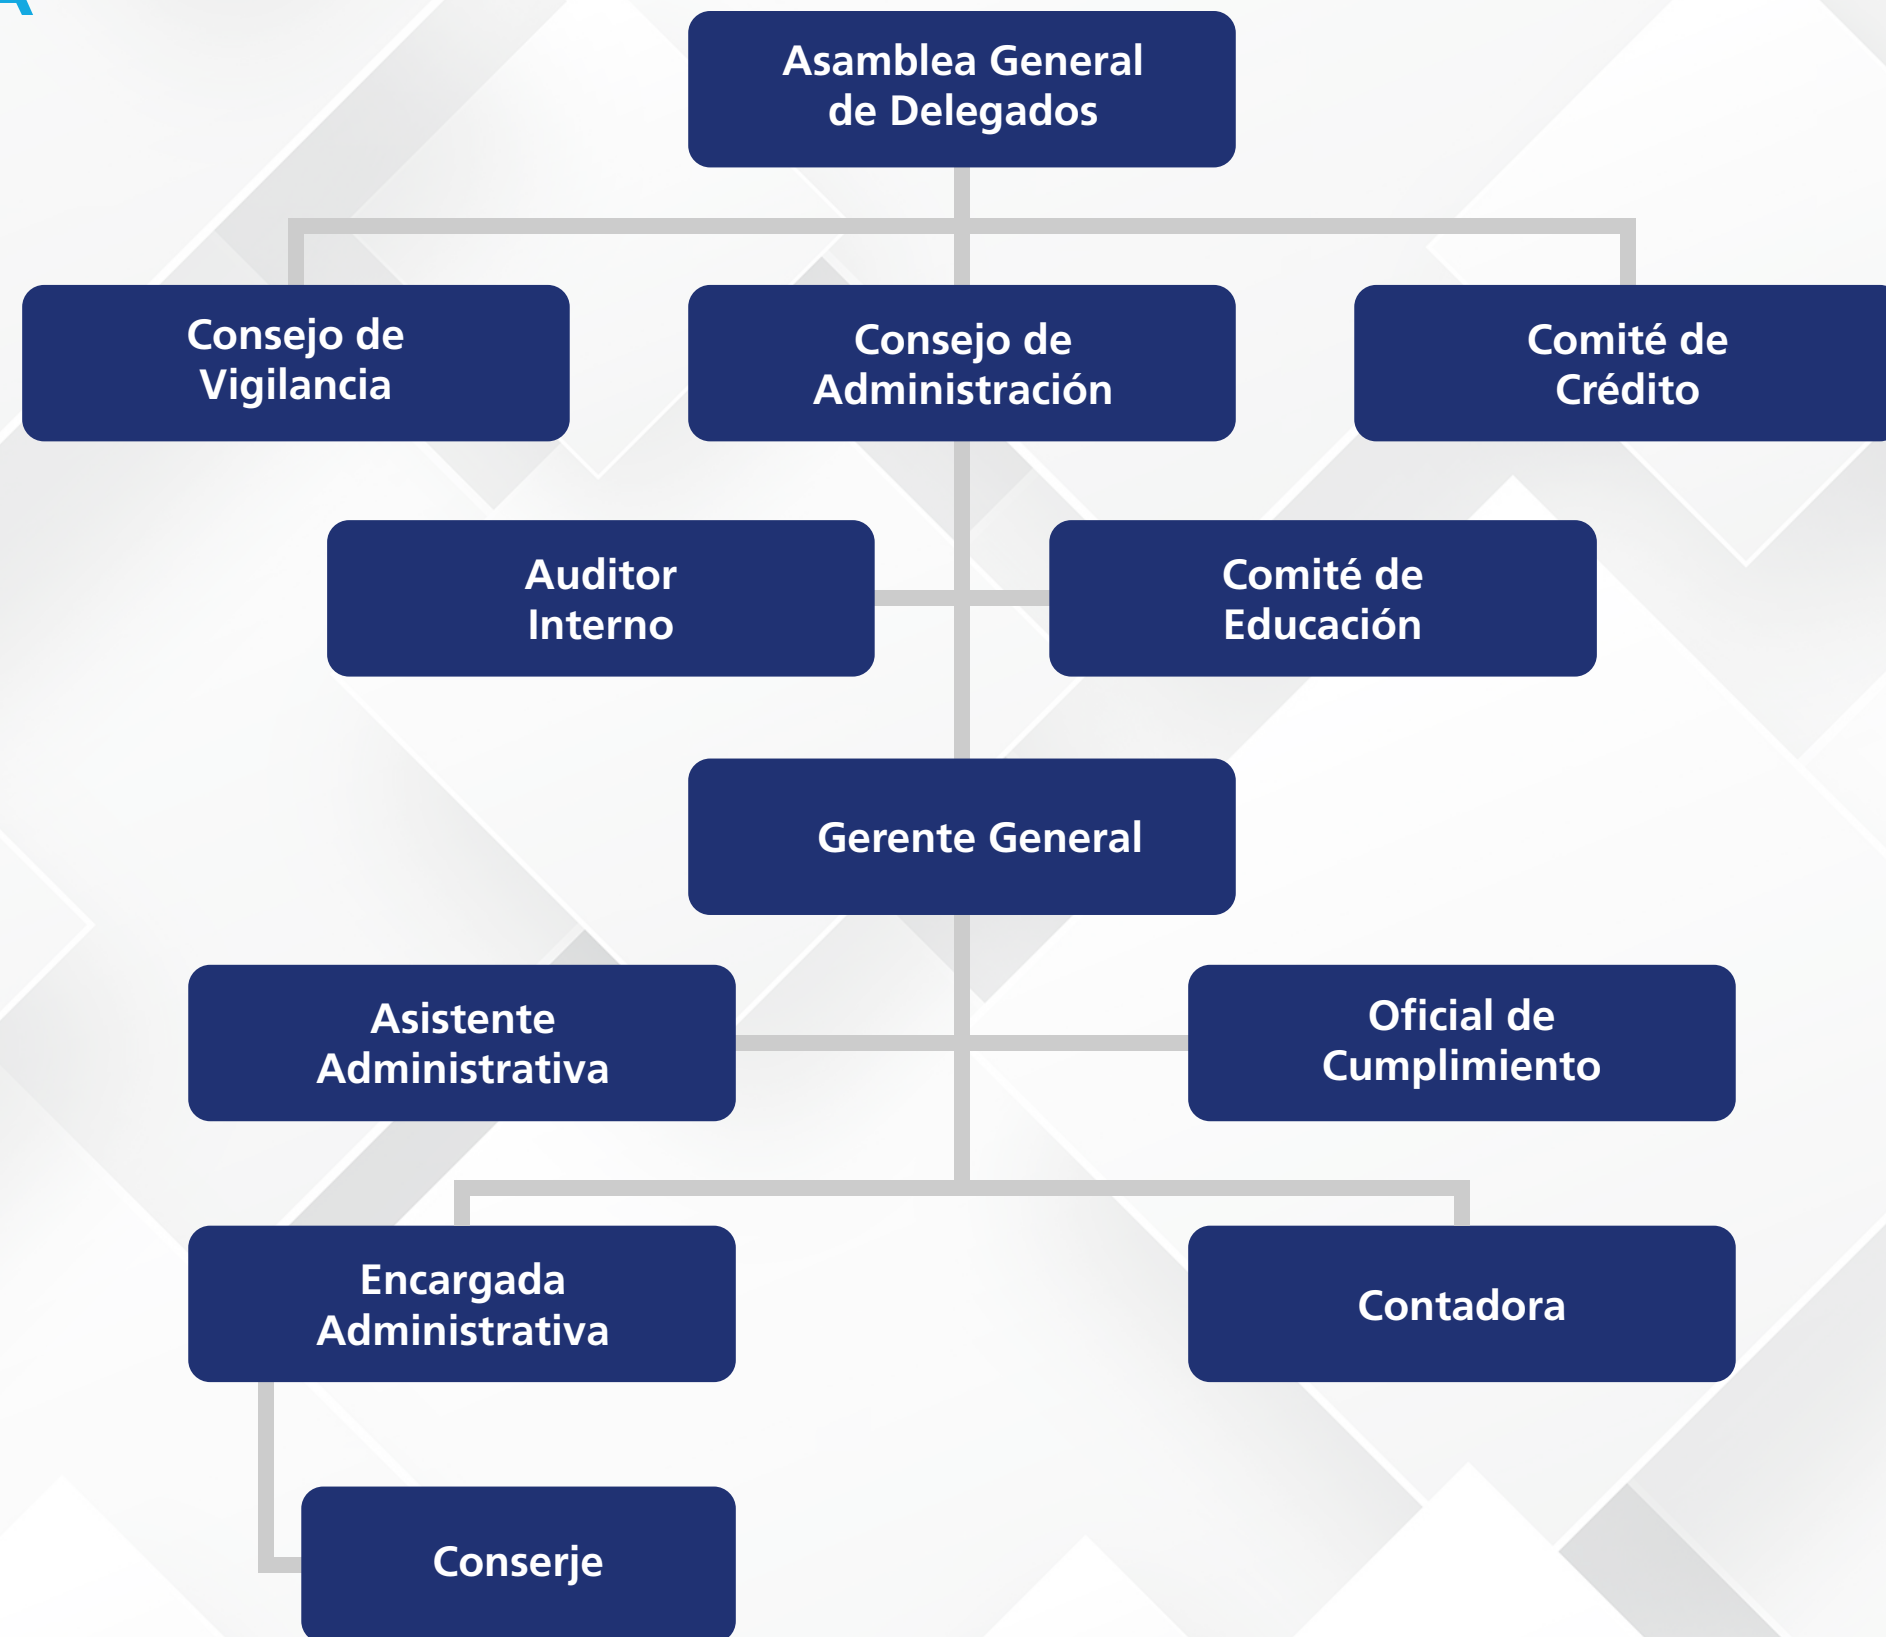 Asamblea General
de Delegados
Consejo de
Vigilancia
Consejo de
Administración
Comité de
Crédito
Auditor
Interno
Comité de
Educación
Gerente General
Asistente
Administrativa
Oficial de
Cumplimiento
Encargada
Administrativa
Contadora
Conserje